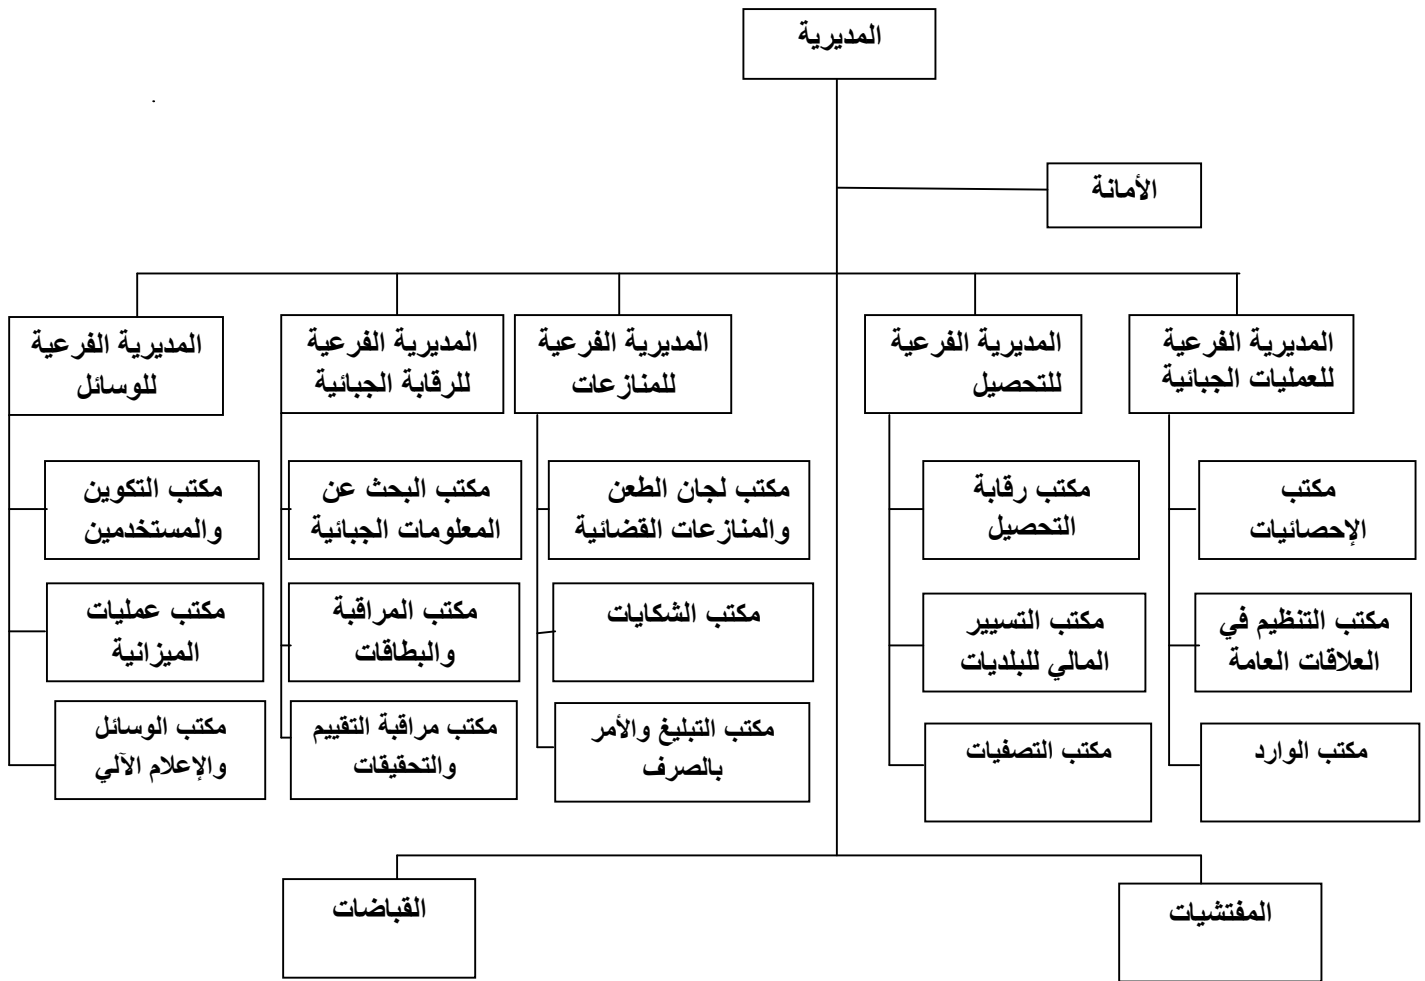 المديرية
الأمانة
المديرية الفرعية
للعمليات الجبائية
المديرية الفرعية
للتحصيل
المديرية الفرعية
للمنازعات
المديرية الفرعية
للرقابة الجبائية
المديرية الفرعية
للوسائل
مكتب
الإحصائيات
مكتب رقابة
التحصيل
مكتب لجان الطعن
والمنازعات القضائية
مكتب البحث عن
المعلومات الجبائية
مكتب التكوين
والمستخدمين
مكتب التنظيم في
العلاقات العامة
مكتب التسيير
المالي للبلديات
مكتب الشكايات
مكتب المراقبة
والبطاقات
مكتب عمليات
الميزانية
مكتب الوارد
مكتب التصفيات
مكتب التبليغ والأمر
بالصرف
مكتب مراقبة التقييم
والتحقيقات
مكتب الوسائل
والإعلام الآلي
المفتشيات
القباضات